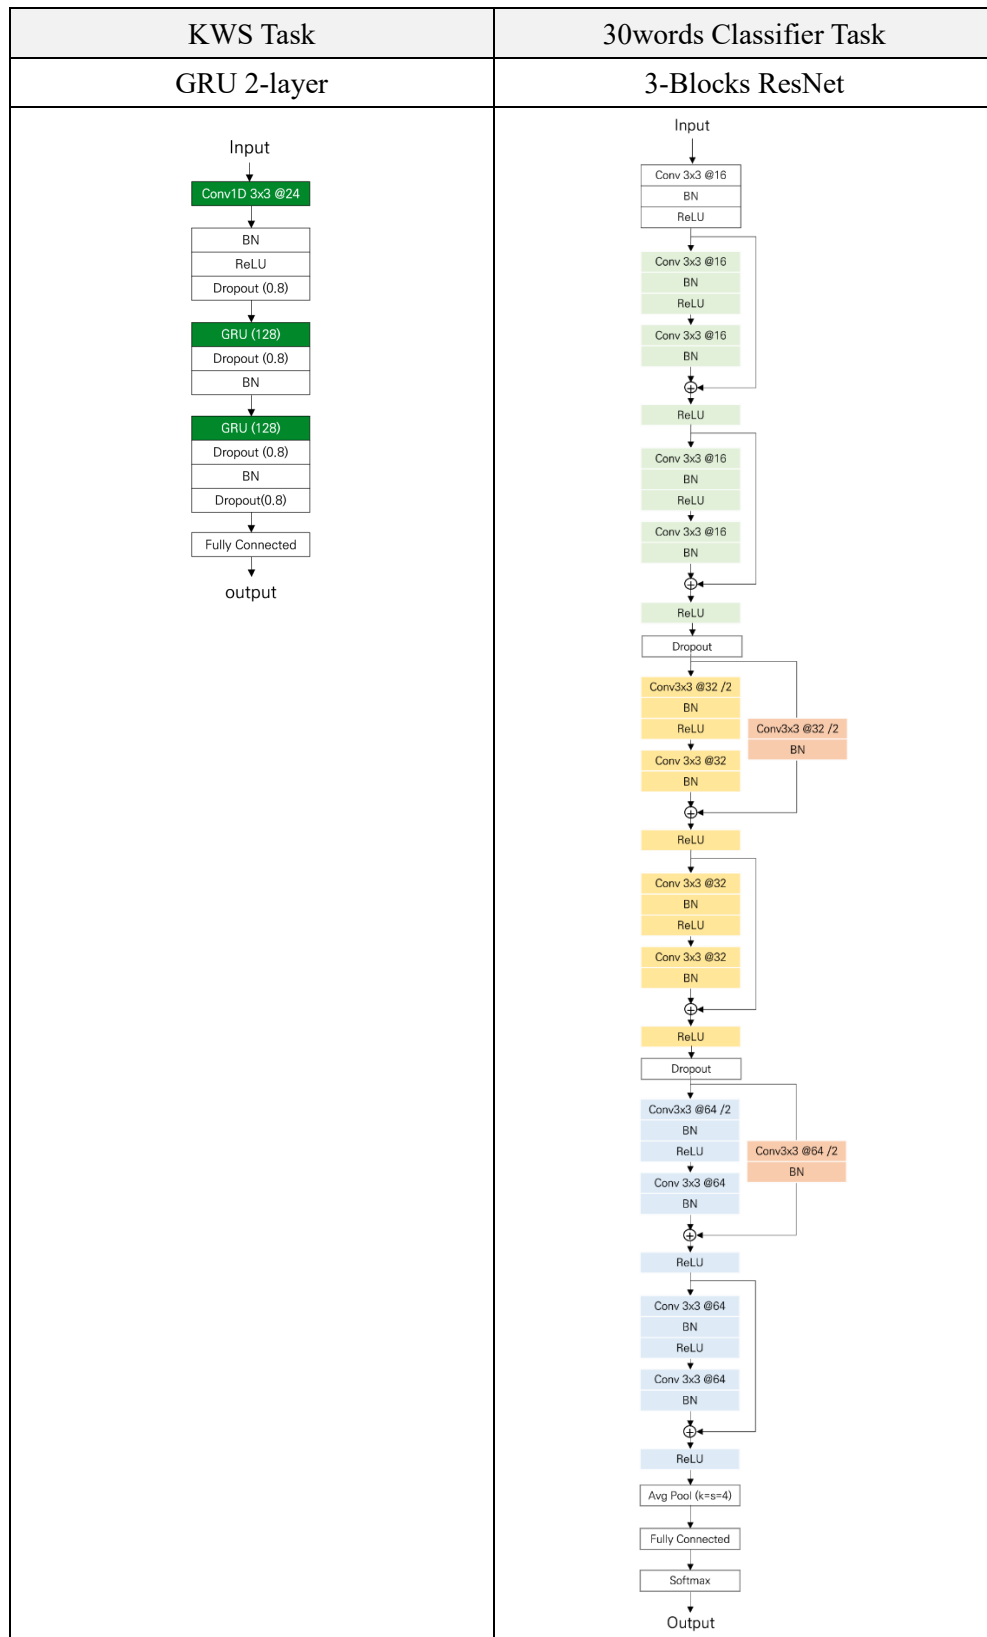 KWS Task
30words Classifier Task
GRU 2-layer
3-Blocks ResNet
Input
Conv1D 3x3 @24
BN
ReLU
Dropout (0.8)
GRU (128)
Dropout (0.8)
BN
GRU (128)
Dropout (0.8)
BN
Dropout(0.8)
Fully Connected
output
Input
Conv 3x3 @16
BN
ReLU
Conv 3x3 @16
BN
ReLU
Conv 3x3 @16
BN
ReLU
Conv 3x3 @16
BN
ReLU
Conv 3x3 @16
BN
ReLU
Dropout
Conv3x3 @32 /2
BN
ReLU
Conv3x3 @32 /2
BN
Conv 3x3 @32
BN
ReLU
Conv 3x3 @32
BN
ReLU
Conv 3x3 @32
BN
ReLU
Dropout
Conv3x3 @64 /2
BN
ReLU
Conv3x3 @64 /2
BN
Conv 3x3 @64
BN
ReLU
Conv 3x3 @64
BN
ReLU
Conv 3x3 @64
BN
ReLU
Avg Pool (k=s=4)
Fully Connected
Softmax
Output